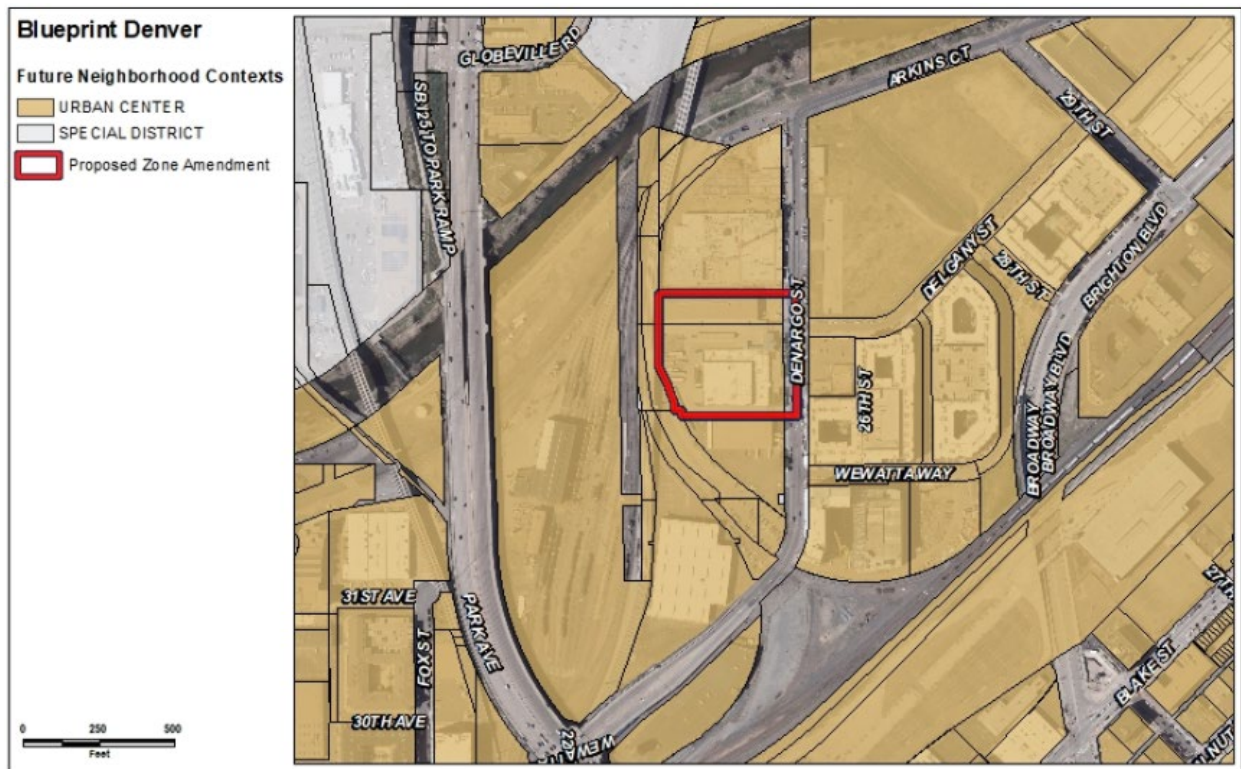 Blueprint Denver
Future Neighborhood Contexts
URBAN CENTER
SPECIAL DISTRICT
Proposed Zone Amendment
GLOBEVILLE RD
SB I25 TO PARK RAMP
ARKINS CT
29TH ST
BRIGHTON BLVD
DELGANY ST
28TH ST
DENARGO ST
26TH ST
BROADWAY
BROADWAY BLVD
WEWATTA WAY
31ST AVE
PARK AVE
FOX ST
30TH AVE
BLAKE ST
0 250 500
Feet